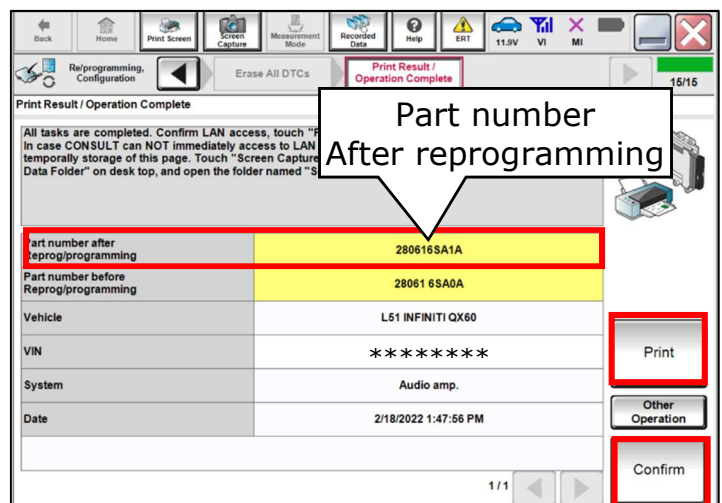 Back
Home
Print Screen
Screen
Capture
Measurement
Mode
Recorded
Data
Help
ERT
11.9V
VI
MI
Re/programming,
Configuration
Erase All DTCs
Print Result /
Operation Complete
15/15
Print Result / Operation Complete
All tasks are completed. Confirm LAN access, touch "
In case CONSULT can NOT immediately access to LAN
temporally storage of this page. Touch "Screen Capture
Data Folder" on desk top, and open the folder named "S
Part number
After reprogramming
Part number after
Reprog/programming
280616SA1A
Part number before
Reprog/programming
28061 6SA0A
Vehicle
L51 INFINITI QX60
VIN
********
System
Audio amp.
Date
2/18/2022 1:47:56 PM
1/1
Print
Other
Operation
Confirm